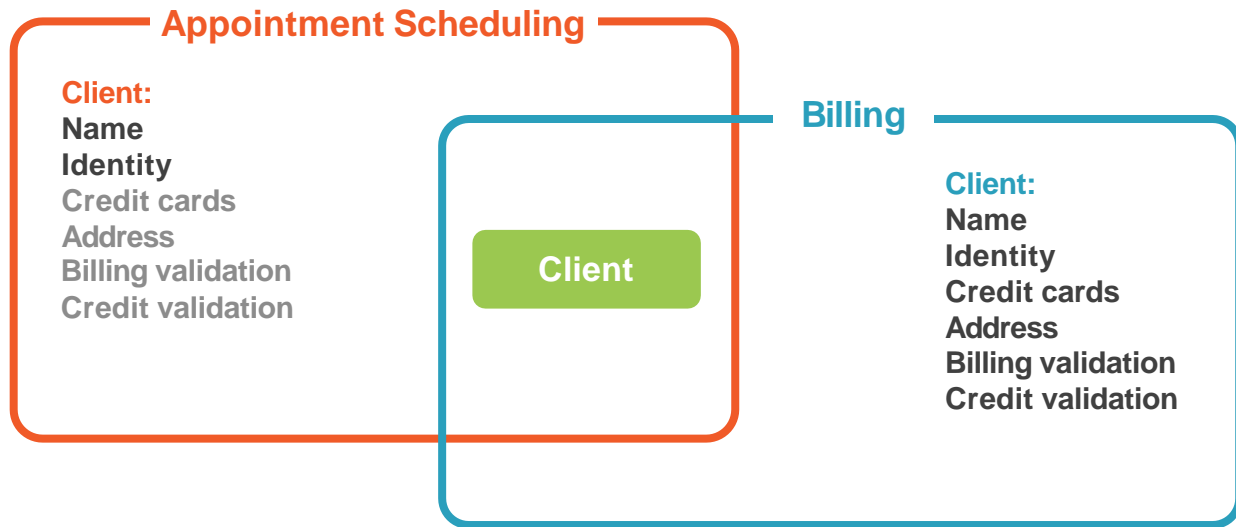 Appointment Scheduling
Client:
Name
Identity
Credit cards
Address
Billing validation
Credit validation
Client
Billing
Client:
Name
Identity
Credit cards
Address
Billing validation
Credit validation